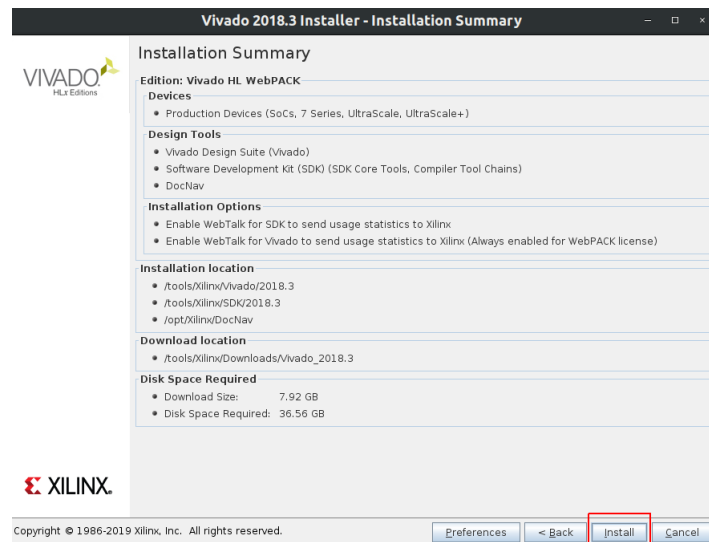 Vivado 2018.3 Installer - Installation Summary
VIVADO.
HLx Editions
Installation Summary
Edition: Vivado HL WebPACK
Devices
Production Devices (SoCs, 7 Series, UltraScale, UltraScale+)
Design Tools
Vivado Design Suite (Vivado)
Software Development Kit (SDK) (SDK Core Tools, Compiler Tool Chains)
DocNav
Installation Options
Enable WebTalk for SDK to send usage statistics to Xilinx
Enable WebTalk for Vivado to send usage statistics to Xilinx (Always enabled for WebPACK license)
Installation location
/tools/Xilinx/Vivado/2018.3
/tools/Xilinx/SDK/2018.3
/opt/Xilinx/DocNav
Download location
/tools/Xilinx/Downloads/Vivado_2018.3
Disk Space Required
Download Size: 7.92 GB
Disk Space Required: 36.56 GB
XILINX.
Copyright © 1986-2019 Xilinx, Inc. All rights reserved.
Preferences < Back Install Cancel